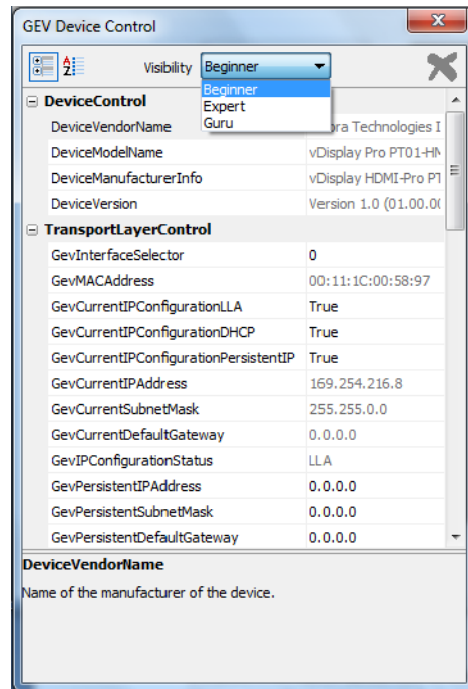 GEV Device Control
Visibility Beginner
Beginner
Expert
Guru
DeviceControl
DeviceVendorName ora Technologies I
DeviceModelName vDisplay Pro PT01-HM
DeviceManufacturerInfo vDisplay HDMI-Pro PT
DeviceVersion Version 1.0 (01.00.00
TransportLayerControl
GevInterfaceSelector 0
GevMACAddress 00:11:1C:00:58:97
GevCurrentIPConfigurationLLA True
GevCurrentIPConfigurationDHCP True
GevCurrentIPConfigurationPersistentIP True
GevCurrentIPAddress 169.254.216.8
GevCurrentSubnetMask 255.255.0.0
GevCurrentDefaultGateway 0.0.0.0
GevIPConfigurationStatus LLA
GevPersistentIPAddress 0.0.0.0
GevPersistentSubnetMask 0.0.0.0
GevPersistentDefaultGateway 0.0.0.0
DeviceVendorName
Name of the manufacturer of the device.